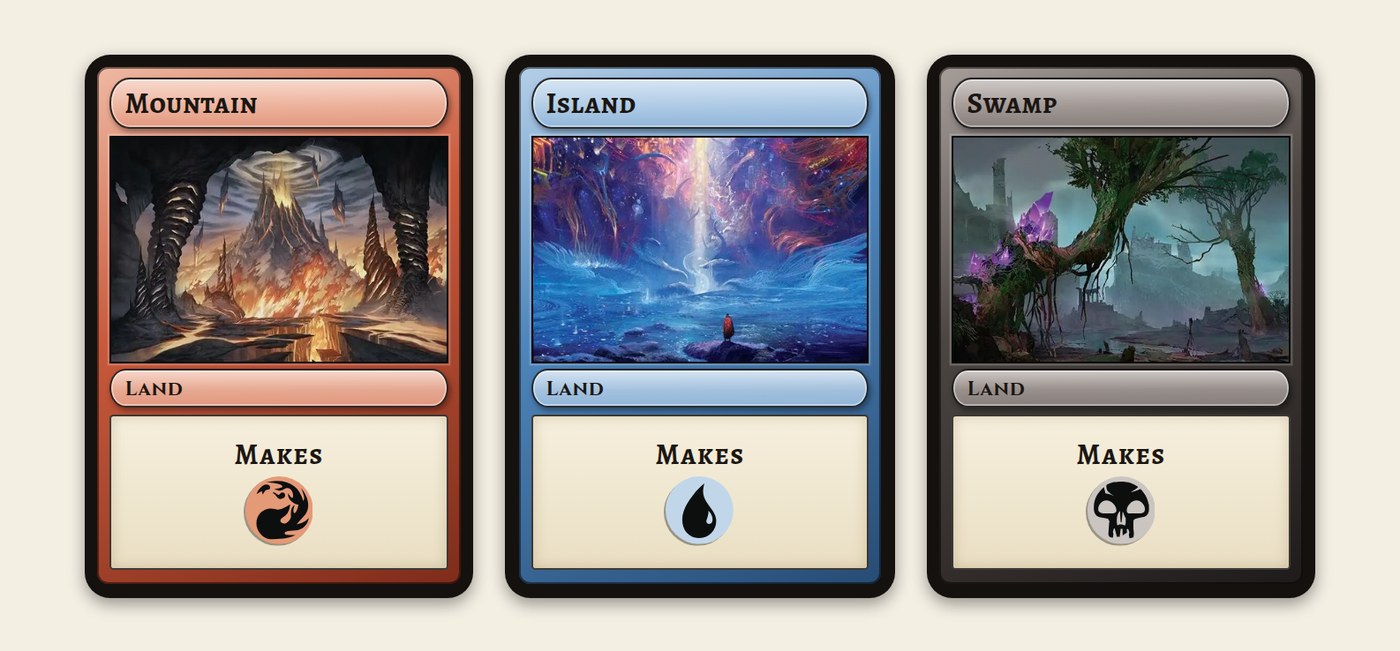 Mountain
Land
Makes
Island
Land
Makes
Swamp
Land
Makes